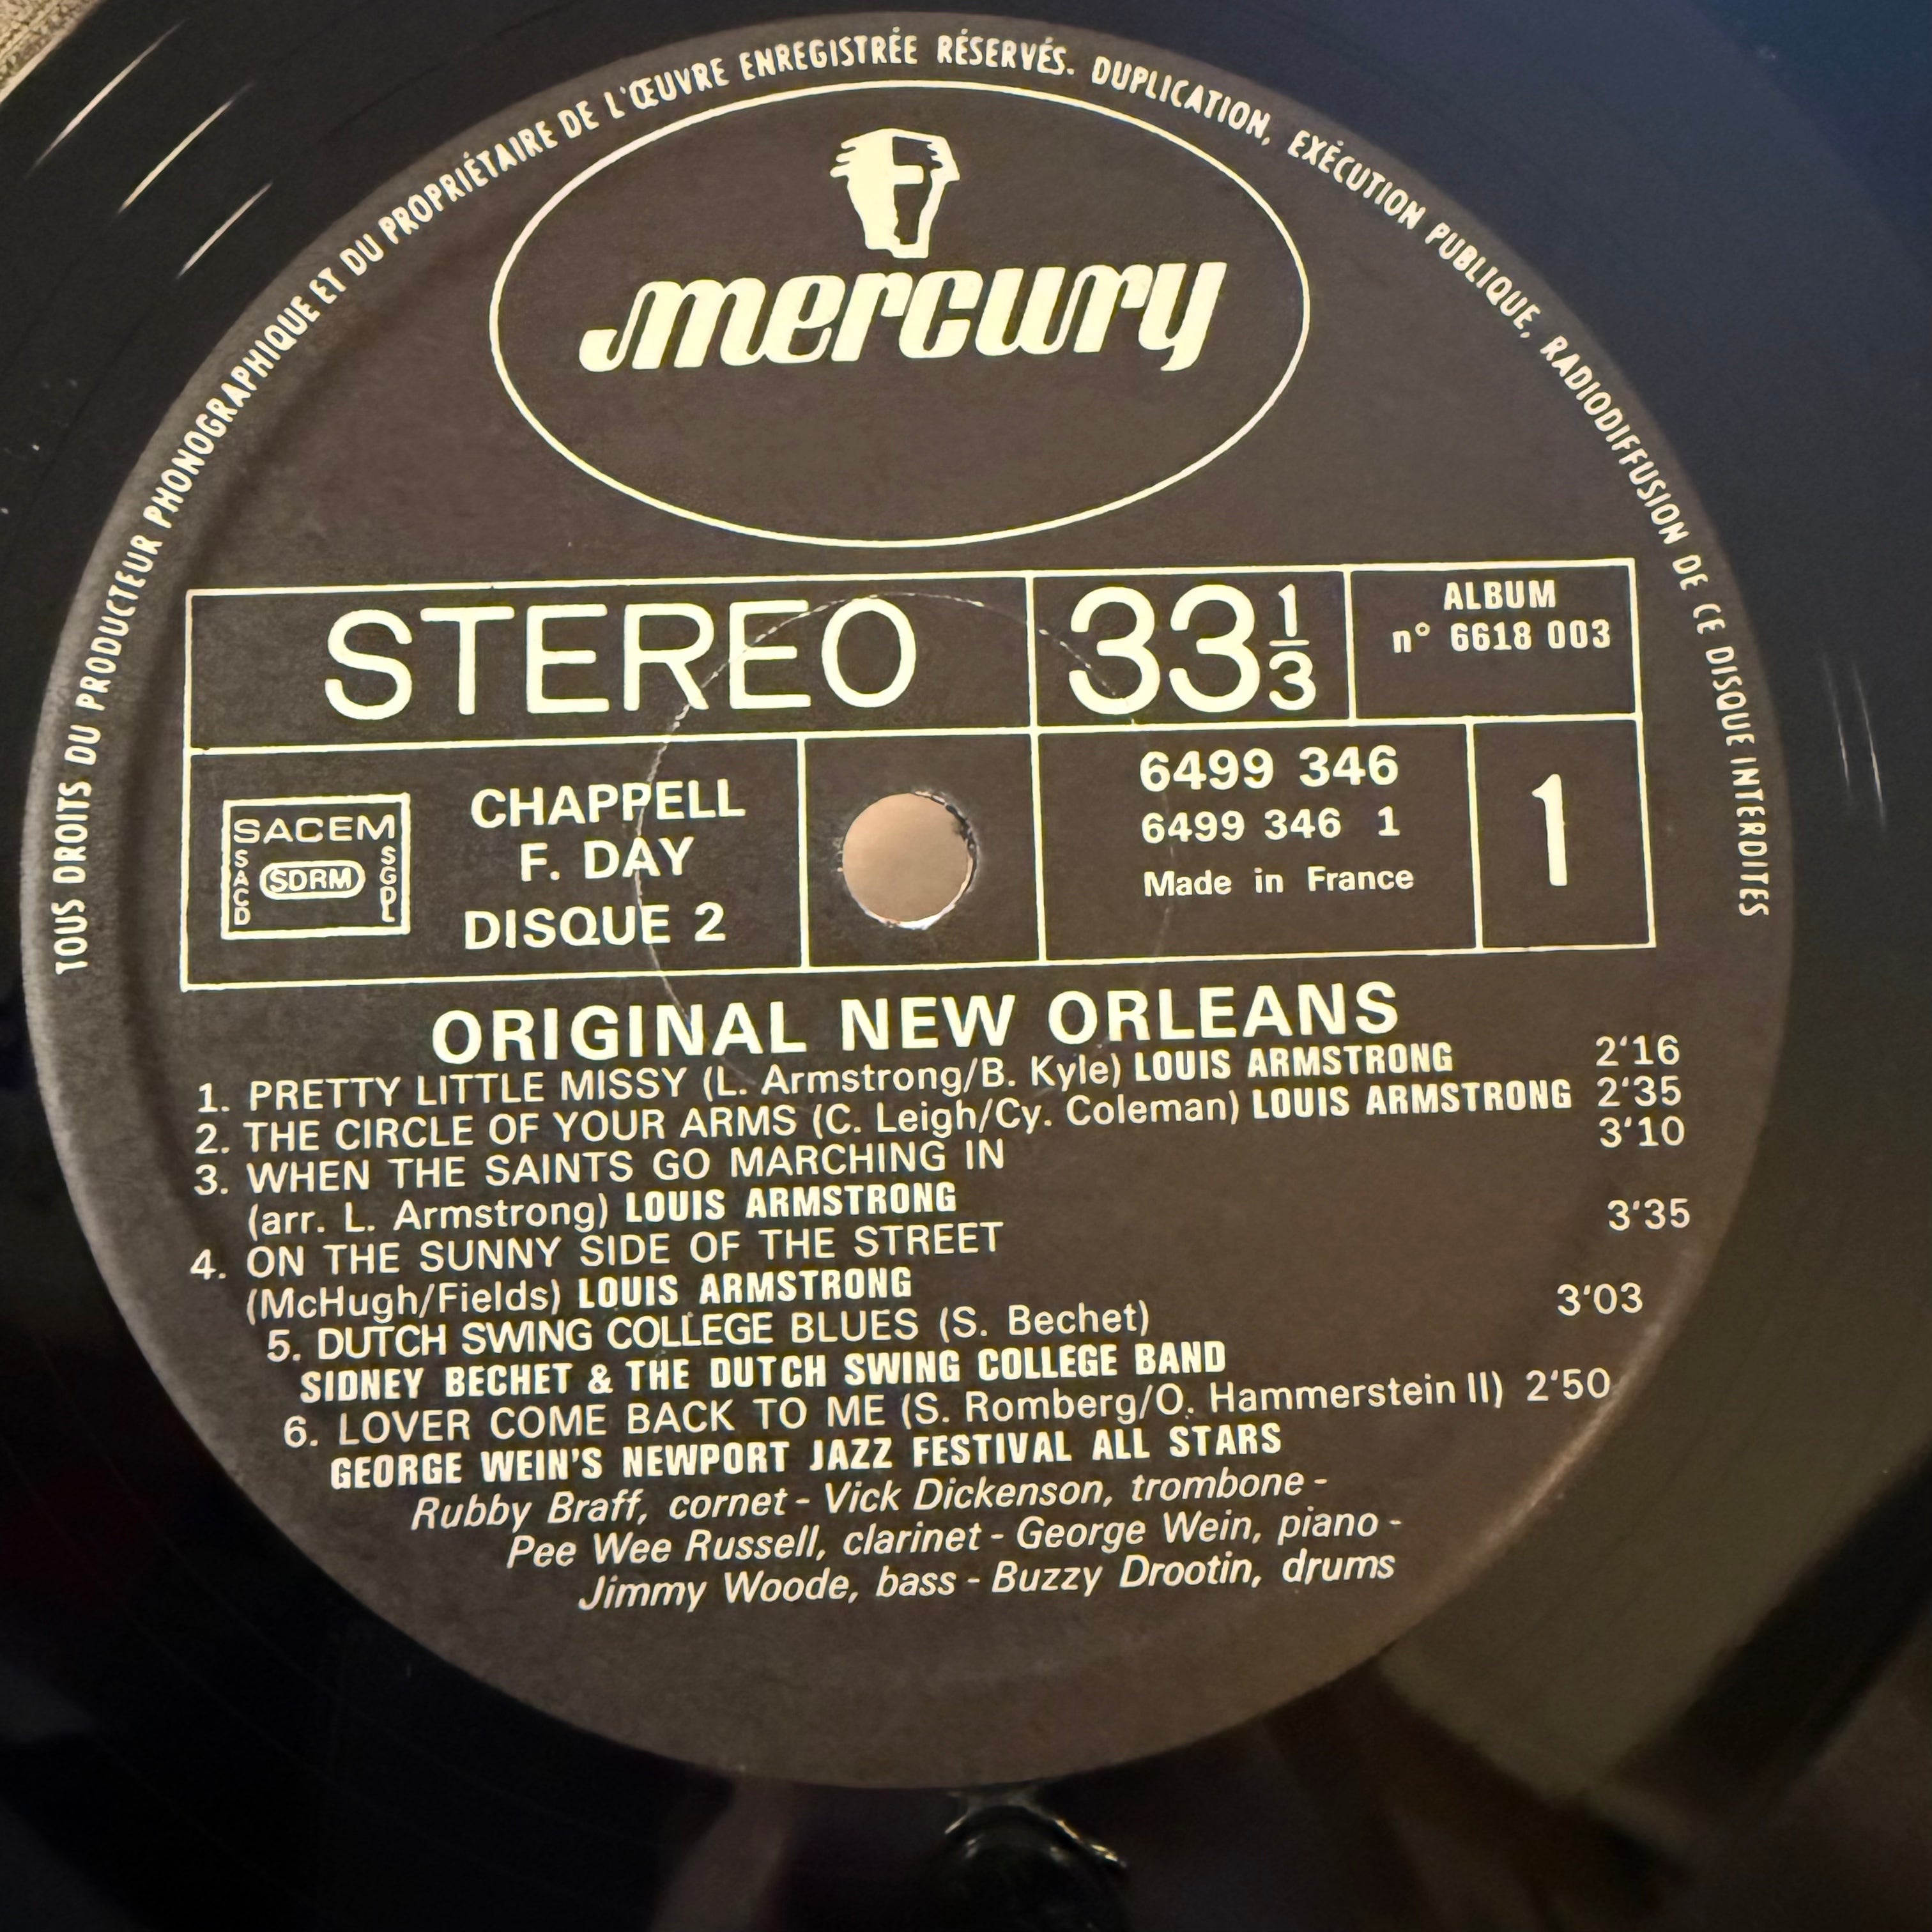 TOUS DROITS DU PRODUCTEUR PHONOGRAPHIQUE ET DU PROPRIÉTAIRE DE L'ŒUVRE ENREGISTRÉE RÉSERVÉS. DUPLICATION, EXÉCUTION PUBLIQUE, RADIODIFFUSION DE CE DISQUE INTERDITES
mercury
STEREO
33 1/3
ALBUM
n° 6618 003
SACEM
SACD
SDRM
SGDL
CHAPPELL
F. DAY
DISQUE 2
6499 346
6499 346 1
Made in France
1
ORIGINAL NEW ORLEANS
1. PRETTY LITTLE MISSY (L. Armstrong/B. Kyle) LOUIS ARMSTRONG 2'16
2. THE CIRCLE OF YOUR ARMS (C. Leigh/Cy. Coleman) LOUIS ARMSTRONG 2'35
3. WHEN THE SAINTS GO MARCHING IN 3'10
(arr. L. Armstrong) LOUIS ARMSTRONG
4. ON THE SUNNY SIDE OF THE STREET 3'35
(McHugh/Fields) LOUIS ARMSTRONG
5. DUTCH SWING COLLEGE BLUES (S. Bechet) 3'03
SIDNEY BECHET & THE DUTCH SWING COLLEGE BAND
6. LOVER COME BACK TO ME (S. Romberg/O. Hammerstein II) 2'50
GEORGE WEIN'S NEWPORT JAZZ FESTIVAL ALL STARS
Rubby Braff, cornet - Vick Dickenson, trombone -
Pee Wee Russell, clarinet - George Wein, piano -
Jimmy Woode, bass - Buzzy Drootin, drums